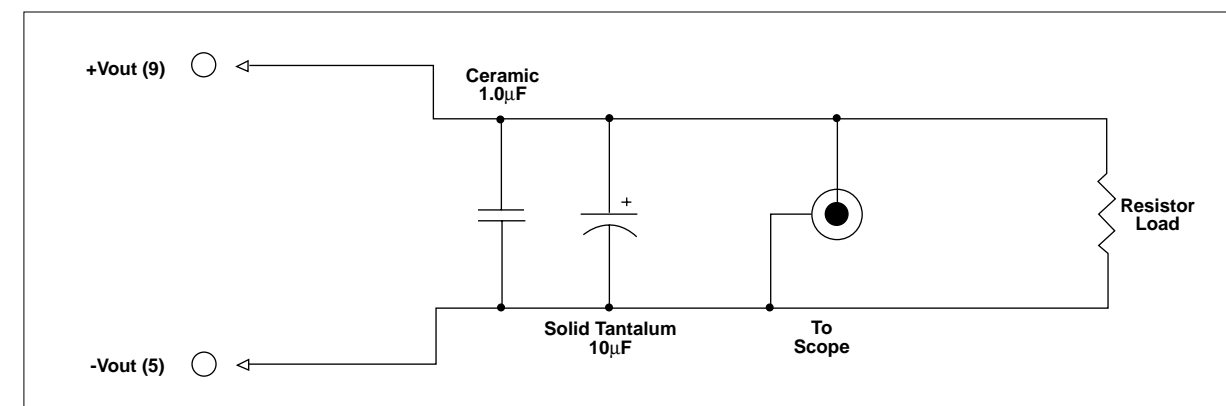 +Vout (9)
Ceramic
1.0μF
+
Resistor
Load
Solid Tantalum
10μF
To
Scope
-Vout (5)